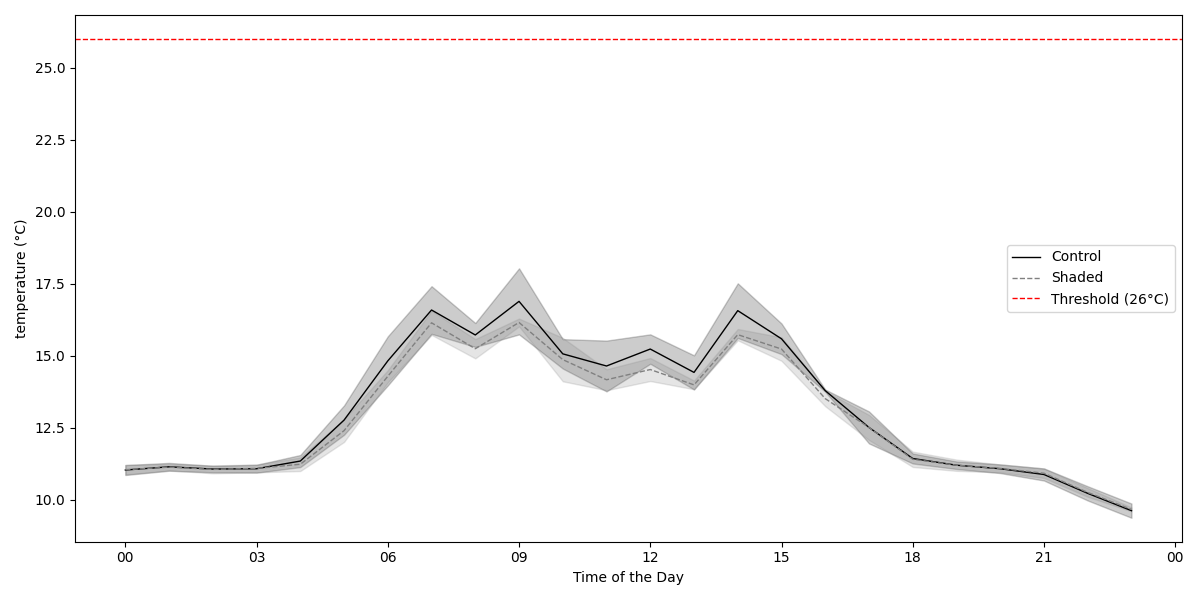 25.0
22.5
20.0
17.5
15.0
12.5
10.0
temperature (°C)
Control
Shaded
Threshold (26°C)
00 03 06 09 12 15 18 21 00
Time of the Day